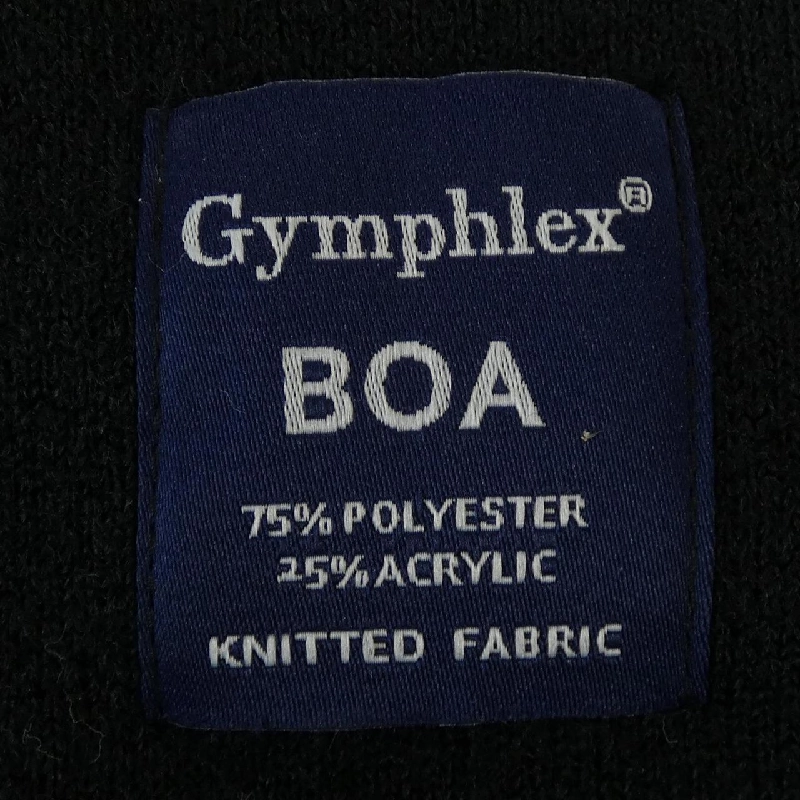 Gymphlex®
BOA
75% POLYESTER
25% ACRYLIC
KNITTED FABRIC